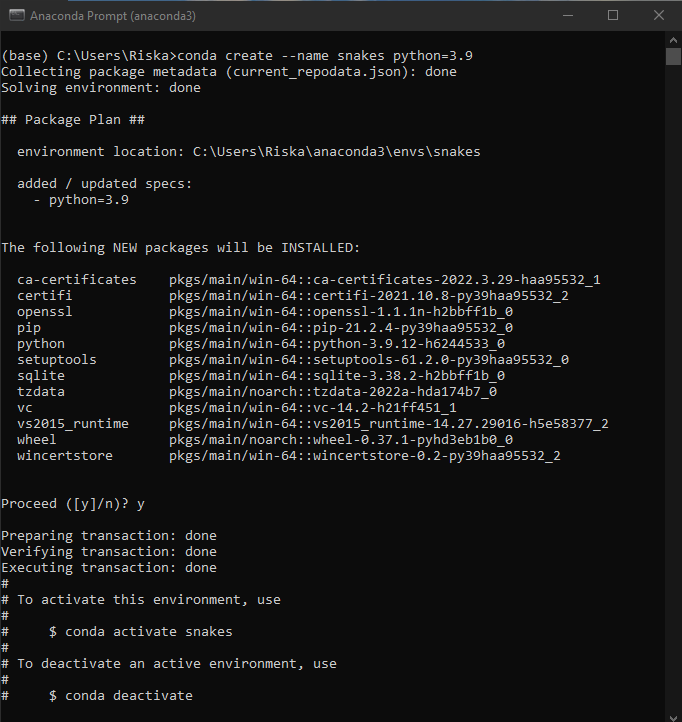 Anaconda Prompt (anaconda3)
(base) C:\Users\Riska>conda create --name snakes python=3.9
Collecting package metadata (current_repodata.json): done
Solving environment: done
## Package Plan ##
  environment location: C:\Users\Riska\anaconda3\envs\snakes
  added / updated specs:
    - python=3.9
The following NEW packages will be INSTALLED:
  ca-certificates    pkgs/main/win-64::ca-certificates-2022.3.29-haa95532_1
  certifi            pkgs/main/win-64::certifi-2021.10.8-py39haa95532_2
  openssl            pkgs/main/win-64::openssl-1.1.1n-h2bbff1b_0
  pip                pkgs/main/win-64::pip-21.2.4-py39haa95532_0
  python             pkgs/main/win-64::python-3.9.12-h6244533_0
  setuptools         pkgs/main/win-64::setuptools-61.2.0-py39haa95532_0
  sqlite             pkgs/main/win-64::sqlite-3.38.2-h2bbff1b_0
  tzdata             pkgs/main/noarch::tzdata-2022a-hda174b7_0
  vc                 pkgs/main/win-64::vc-14.2-h21ff451_1
  vs2015_runtime     pkgs/main/win-64::vs2015_runtime-14.27.29016-h5e58377_2
  wheel              pkgs/main/noarch::wheel-0.37.1-pyhd3eb1b0_0
  wincertstore       pkgs/main/win-64::wincertstore-0.2-py39haa95532_2
Proceed ([y]/n)? y
Preparing transaction: done
Verifying transaction: done
Executing transaction: done
#
# To activate this environment, use
#
#     $ conda activate snakes
#
# To deactivate an active environment, use
#
#     $ conda deactivate